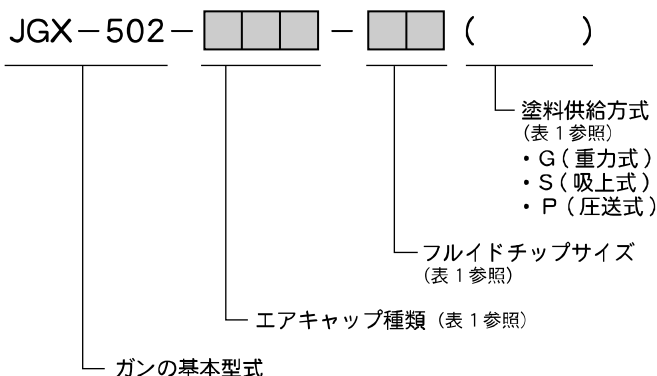 JGX－502－□□□－□□(　　　)
塗料供給方式
(表1参照)
・G(重力式)
・S(吸上式)
・P(圧送式)
フルイドチップサイズ
(表1参照)
エアキャップ種類(表1参照)
ガンの基本型式